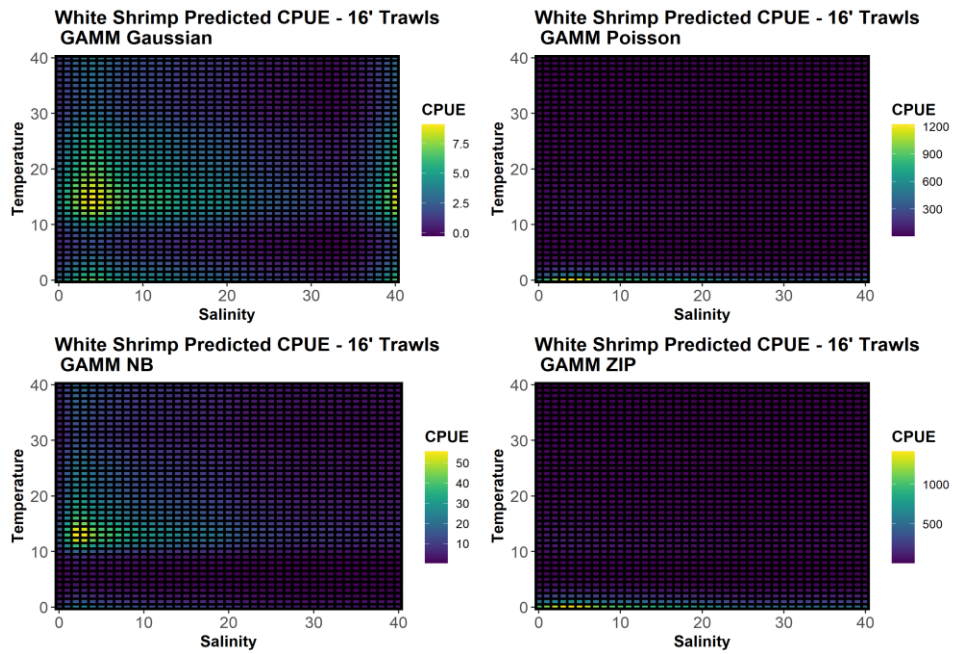 White Shrimp Predicted CPUE - 16' Trawls
GAMM Gaussian
40
30
20
10
0
Temperature
0 10 20 30 40
Salinity
CPUE
7.5
5.0
2.5
0.0
White Shrimp Predicted CPUE - 16' Trawls
GAMM Poisson
40
30
20
10
0
Temperature
0 10 20 30 40
Salinity
CPUE
1200
900
600
300
White Shrimp Predicted CPUE - 16' Trawls
GAMM NB
40
30
20
10
0
Temperature
0 10 20 30 40
Salinity
CPUE
50
40
30
20
10
White Shrimp Predicted CPUE - 16' Trawls
GAMM ZIP
40
30
20
10
0
Temperature
0 10 20 30 40
Salinity
CPUE
1000
500